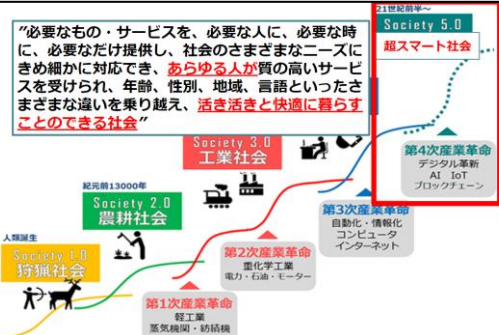 21世紀前半~
Society 5.0
超スマート社会
"必要なもの・サービスを、必要な人に、必要な時
に、必要なだけ提供し、社会のさまざまなニーズに
きめ細かに対応でき、あらゆる人が質の高いサービ
スを受けられ、年齢、性別、地域、言語といったさ
まざまな違いを乗り越え、活き活きと快適に暮らす
ことのできる社会"
Society 3.0
工業社会
第4次産業革命
デジタル革新
AI IoT
ブロックチェーン
紀元前13000年
Society 2.0
農耕社会
第3次産業革命
自動化・情報化
コンピュータ
インターネット
人類誕生
Society 1.0
狩猟社会
第2次産業革命
重化学工業
電力・石油・モーター
第1次産業革命
軽工業
蒸気機関・紡績機